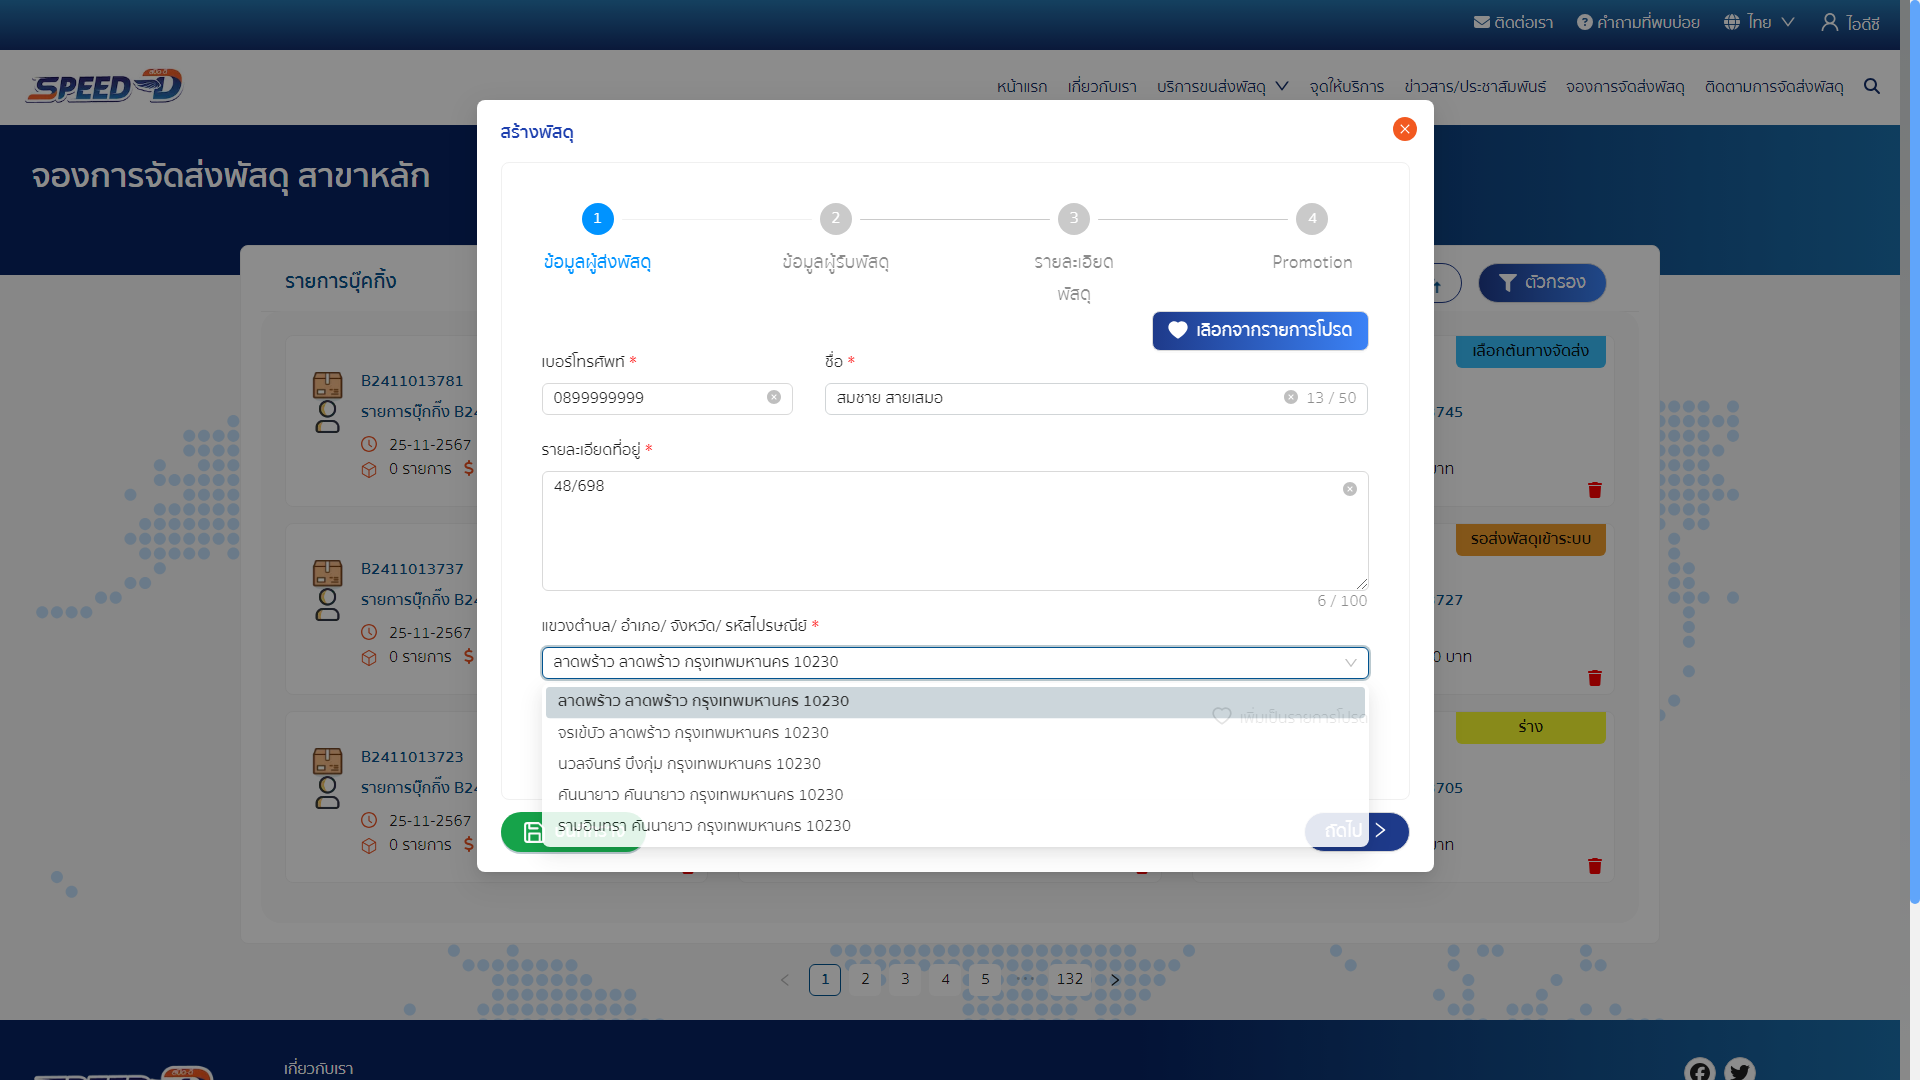 ติดต่อเรา
คำถามที่พบบ่อย
ไทย
ไอดีซี
สปีด-ดี
SPEED-D
หน้าแรก
เกี่ยวกับเรา
บริการขนส่งพัสดุ
จุดให้บริการ
ข่าวสาร/ประชาสัมพันธ์
จองการจัดส่งพัสดุ
ติดตามการจัดส่งพัสดุ
จองการจัดส่งพัสดุ สาขาหลัก
สร้างพัสดุ
1
2
3
4
ข้อมูลผู้ส่งพัสดุ
ข้อมูลผู้รับพัสดุ
รายละเอียด
พัสดุ
Promotion
รายการบุ๊คกิ้ง
ตัวกรอง
เลือกจากรายการโปรด
เบอร์โทรศัพท์ *
0899999999
ชื่อ *
สมชาย สายเสมอ
13 / 50
รายละเอียดที่อยู่ *
48/698
6 / 100
แขวงตำบล/ อำเภอ/ จังหวัด/ รหัสไปรษณีย์ *
ลาดพร้าว ลาดพร้าว กรุงเทพมหานคร 10230
ลาดพร้าว ลาดพร้าว กรุงเทพมหานคร 10230
จรเข้บัว ลาดพร้าว กรุงเทพมหานคร 10230
นวลจันทร์ บึงกุ่ม กรุงเทพมหานคร 10230
คันนายาว คันนายาว กรุงเทพมหานคร 10230
รามอินทรา คันนายาว กรุงเทพมหานคร 10230
เพิ่มเป็นรายการโปรด
ถัดไป
B2411013781
รายการบุ๊กกิ้ง B24
25-11-2567
0 รายการ
$
B2411013737
รายการบุ๊กกิ้ง B24
25-11-2567
0 รายการ
$
B2411013723
รายการบุ๊กกิ้ง B24
25-11-2567
0 รายการ
$
เลือกต้นทางจัดส่ง
745
บาท
รอส่งพัสดุเข้าระบบ
727
0 บาท
ร่าง
705
บาท
1
2
3
4
5
•••
132
เกี่ยวกับเรา